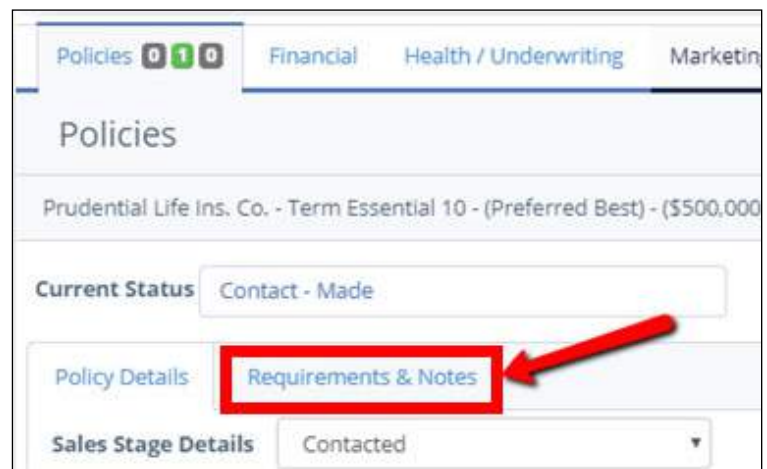 Policies 0 1 0 Financial Health / Underwriting Marketing
Policies
Prudential Life Ins. Co. - Term Essential 10 - (Preferred Best) - ($500,000
Current Status Contact - Made
Policy Details Requirements & Notes
Sales Stage Details Contacted